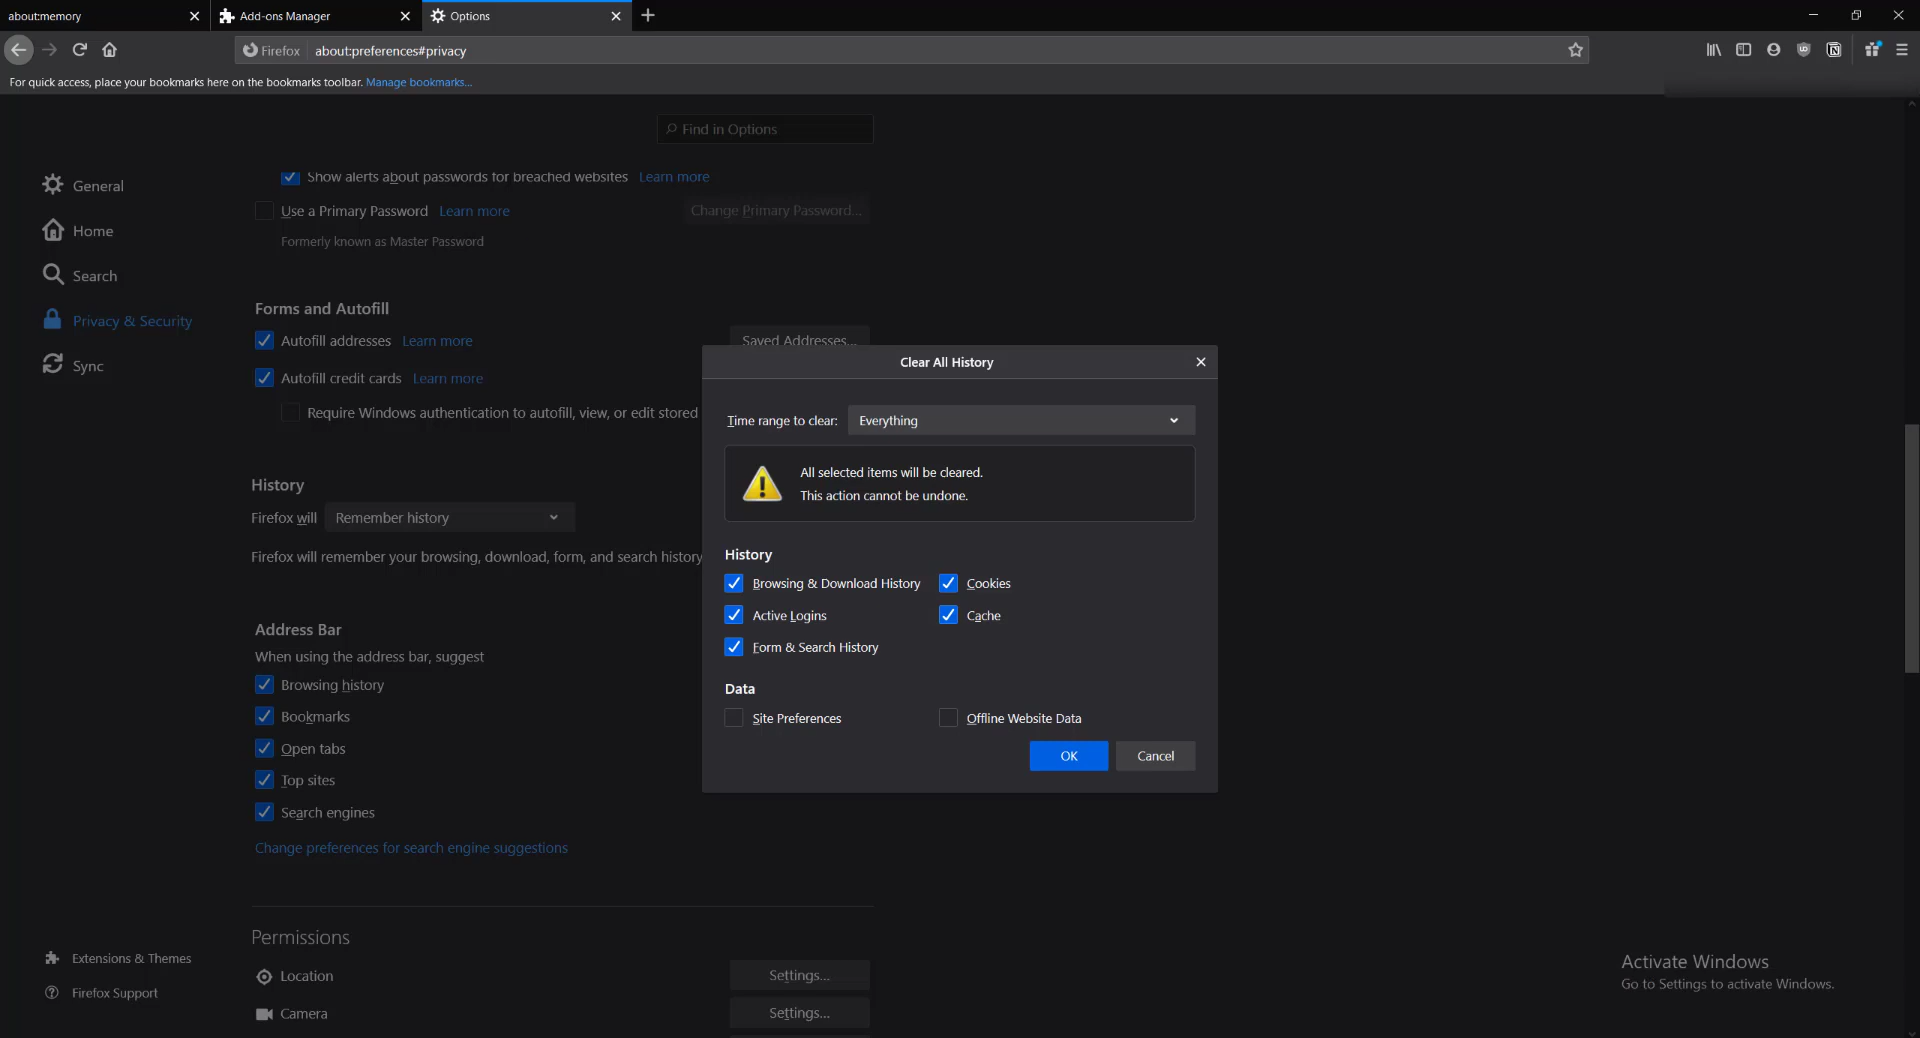 about:memory
Add-ons Manager
Options
Firefox about:preferences#privacy
For quick access, place your bookmarks here on the bookmarks toolbar. Manage bookmarks...
Find in Options
General
Home
Search
Privacy & Security
Sync
Extensions & Themes
Firefox Support
Show alerts about passwords for breached websites Learn more
Use a Primary Password Learn more Change Primary Password...
Formerly known as Master Password
Forms and Autofill
Autofill addresses Learn more Saved Addresses...
Autofill credit cards Learn more
Require Windows authentication to autofill, view, or edit stored
History
Firefox will Remember history
Firefox will remember your browsing, download, form, and search history
Address Bar
When using the address bar, suggest
Browsing history
Bookmarks
Open tabs
Top sites
Search engines
Change preferences for search engine suggestions
Permissions
Location Settings...
Camera Settings...
Clear All History
Time range to clear: Everything
All selected items will be cleared.
This action cannot be undone.
History
Browsing & Download History Cookies
Active Logins Cache
Form & Search History
Data
Site Preferences Offline Website Data
OK Cancel
Activate Windows
Go to Settings to activate Windows.